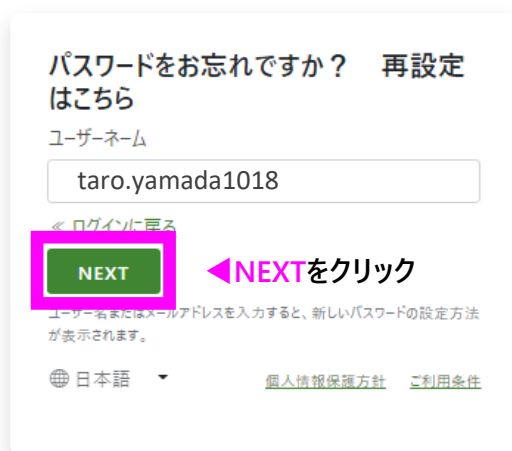 パスワードをお忘れですか？　再設定
はこちら
ユーザーネーム
taro.yamada1018
≪ ログインに戻る
NEXT
◀NEXTをクリック
ユーザー名またはメールアドレスを入力すると、新しいパスワードの設定方法
が表示されます。
日本語
個人情報保護方針 ご利用条件